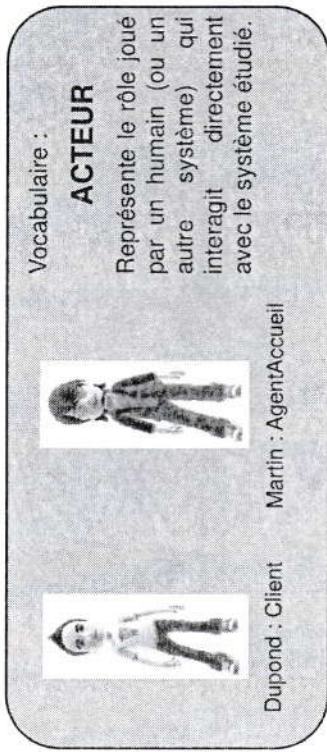 Vocabulaire :
ACTEUR
Représente le rôle joué
par un humain (ou un
autre système) qui
interagit directement
avec le système étudié.
Dupond : Client
Martin : AgentAccueil